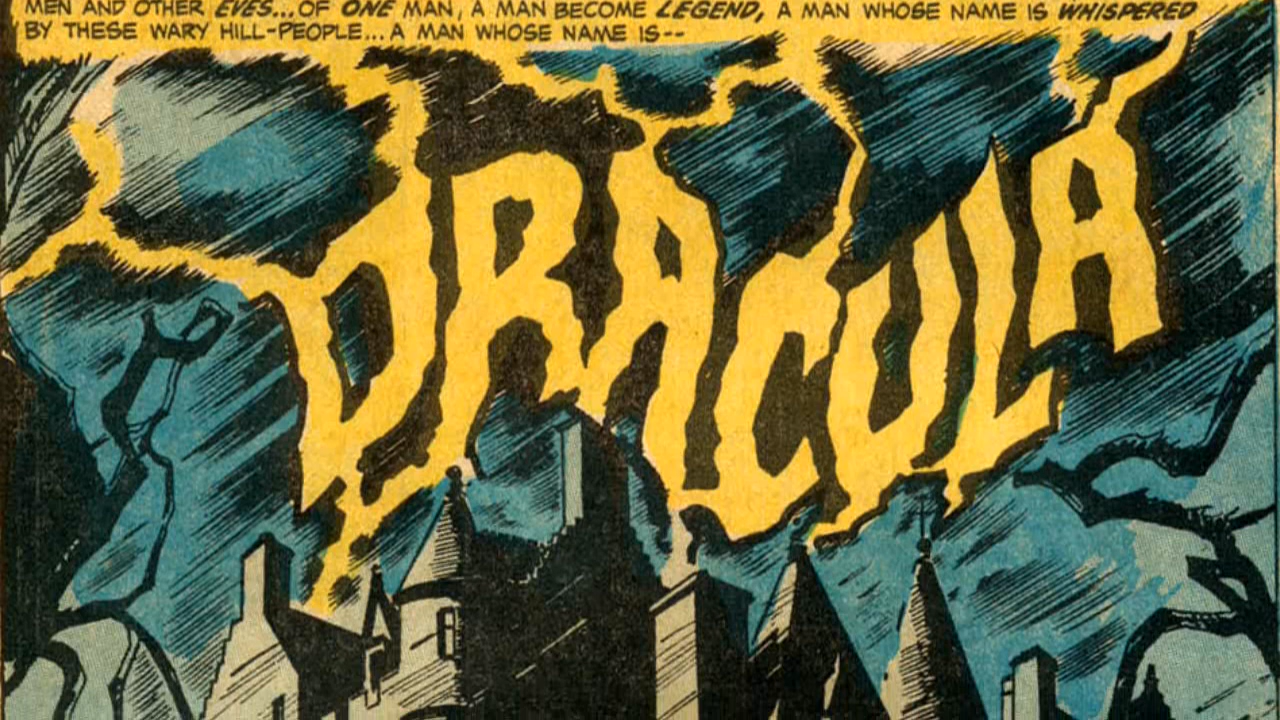 MEN AND OTHER EYES...OF ONE MAN, A MAN BECOME LEGEND, A MAN WHOSE NAME IS WHISPERED
BY THESE WARY HILL-PEOPLE...A MAN WHOSE NAME IS--
DRACULA